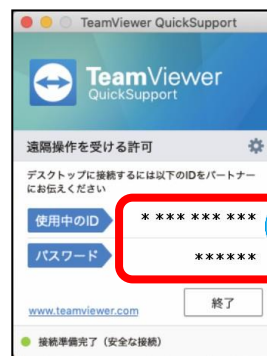 TeamViewer QuickSupport
TeamViewer
QuickSupport
遠隔操作を受ける許可
デスクトップに接続するには以下のIDをパートナー
にお伝えください
使用中のID
* *** *** ***
パスワード
******
www.teamviewer.com
終了
接続準備完了（安全な接続）